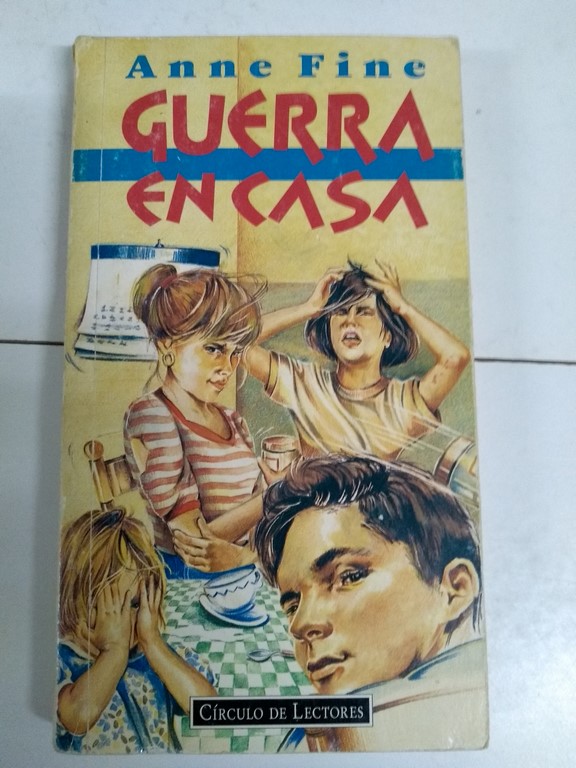 Anne Fine
GUERRA
EN CASA
CÍRCULO DE LECTORES